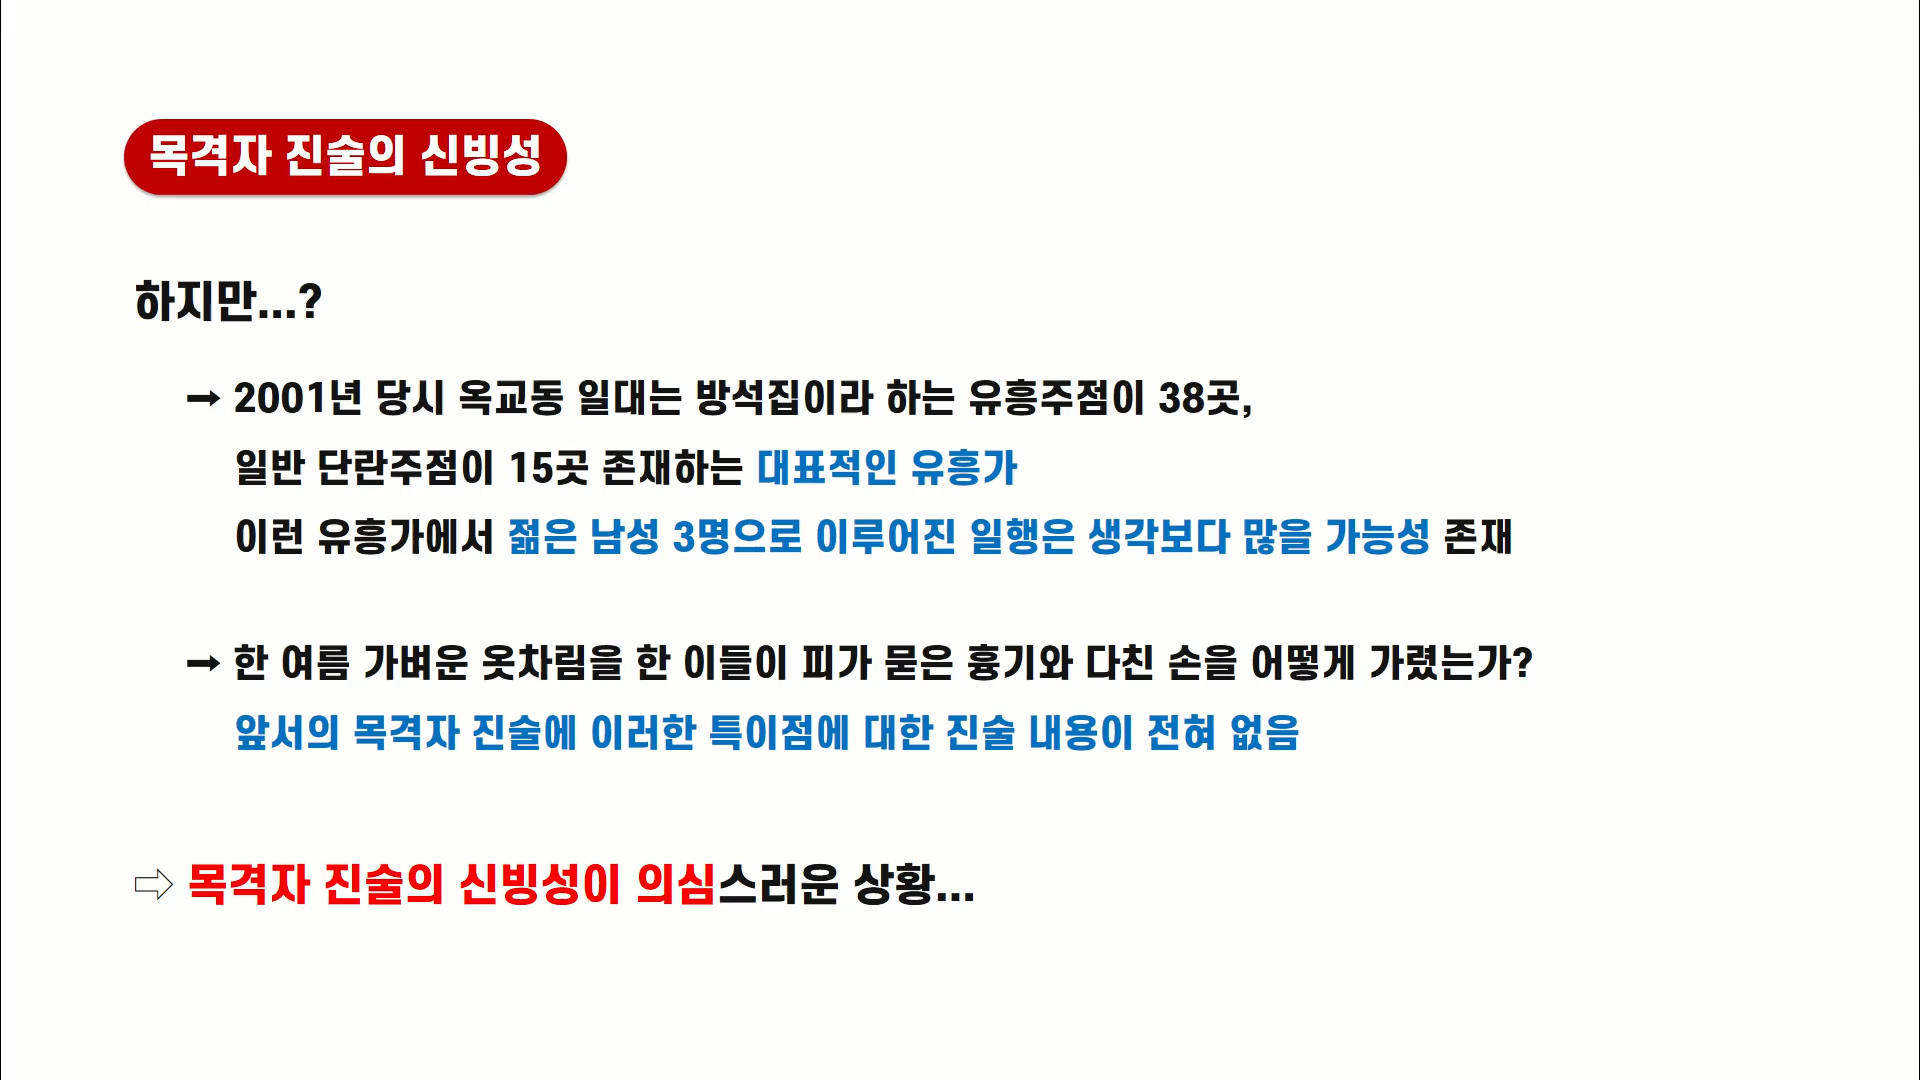 목격자 진술의 신빙성
하지만...?
➞ 2001년 당시 옥교동 일대는 방석집이라 하는 유흥주점이 38곳,
일반 단란주점이 15곳 존재하는 대표적인 유흥가
이런 유흥가에서 젊은 남성 3명으로 이루어진 일행은 생각보다 많을 가능성 존재
➞ 한 여름 가벼운 옷차림을 한 이들이 피가 묻은 흉기와 다친 손을 어떻게 가렸는가?
앞서의 목격자 진술에 이러한 특이점에 대한 진술 내용이 전혀 없음
⇨ 목격자 진술의 신빙성이 의심스러운 상황...